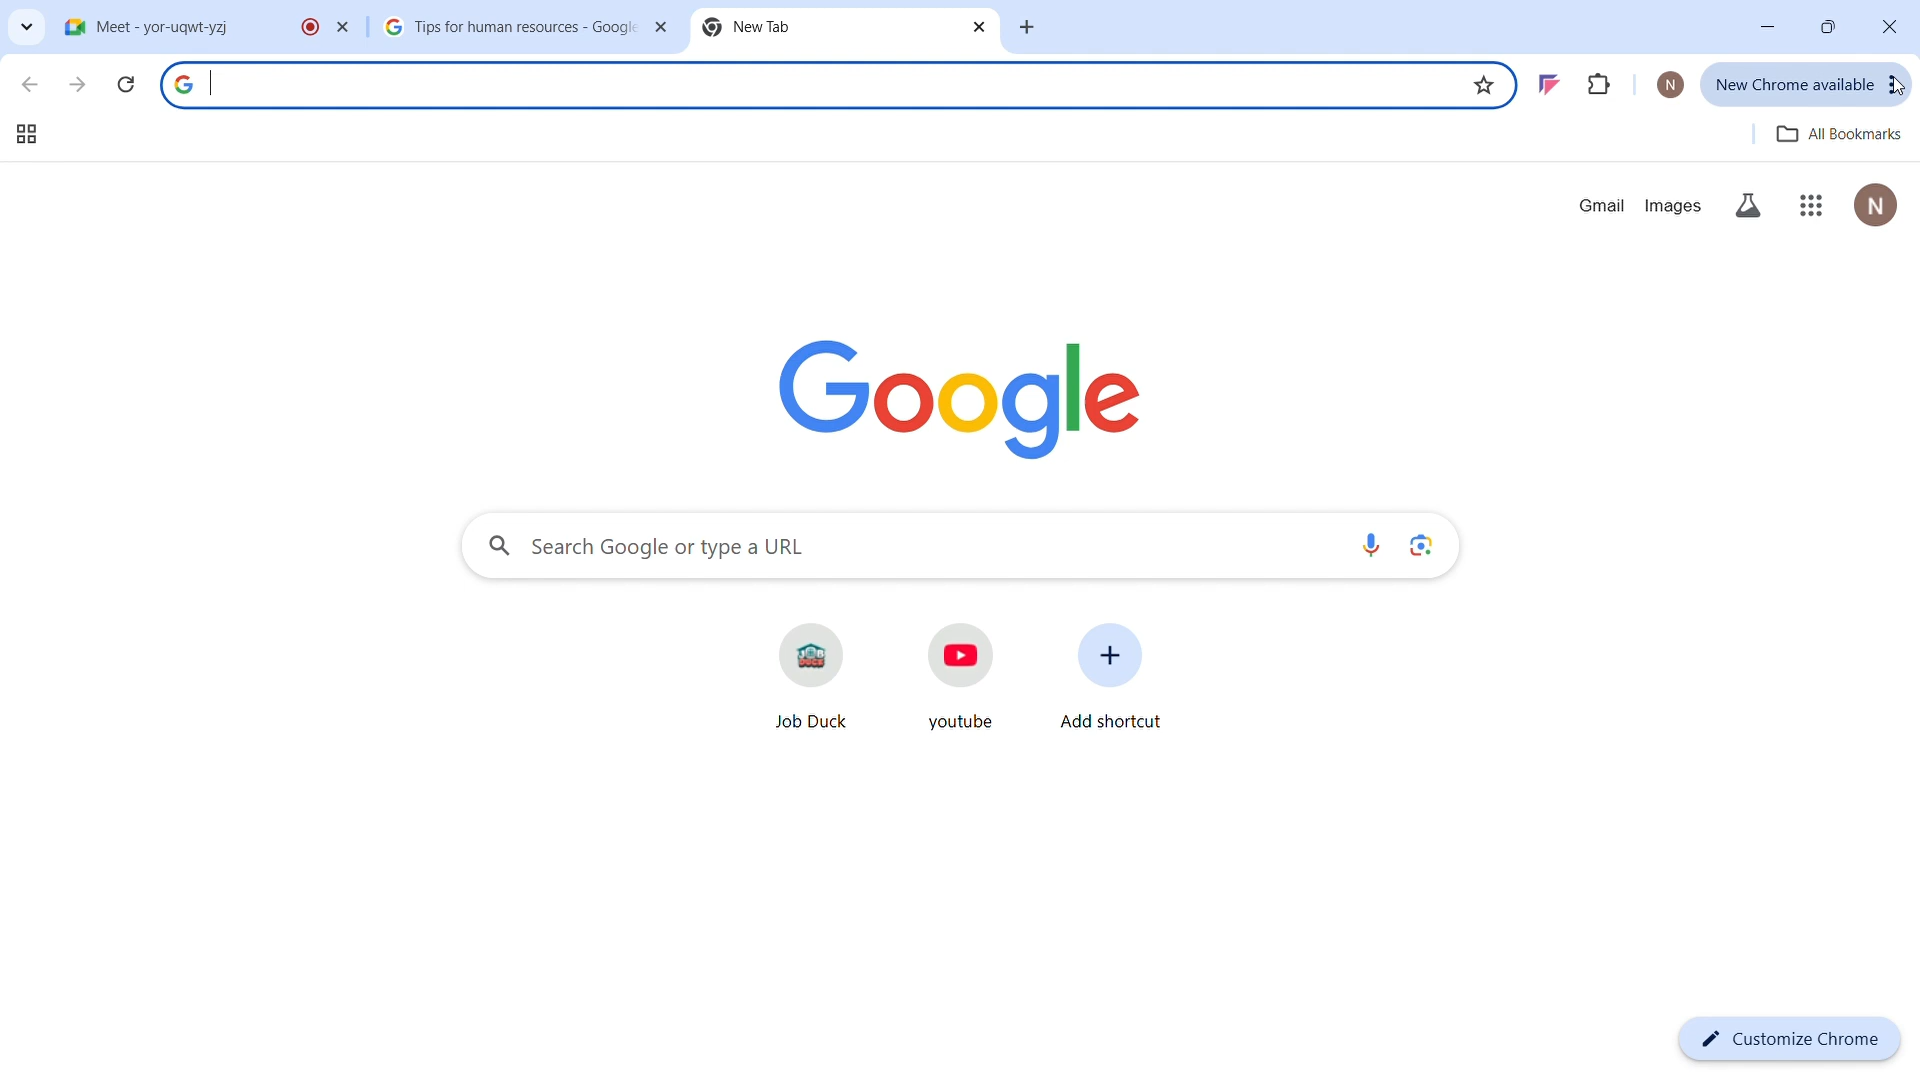 Meet - yor-uqwt-yzj
Tips for human resources - Google
New Tab
N
New Chrome available
All Bookmarks
Gmail
Images
N
Google
Search Google or type a URL
Job Duck
youtube
Add shortcut
Customize Chrome